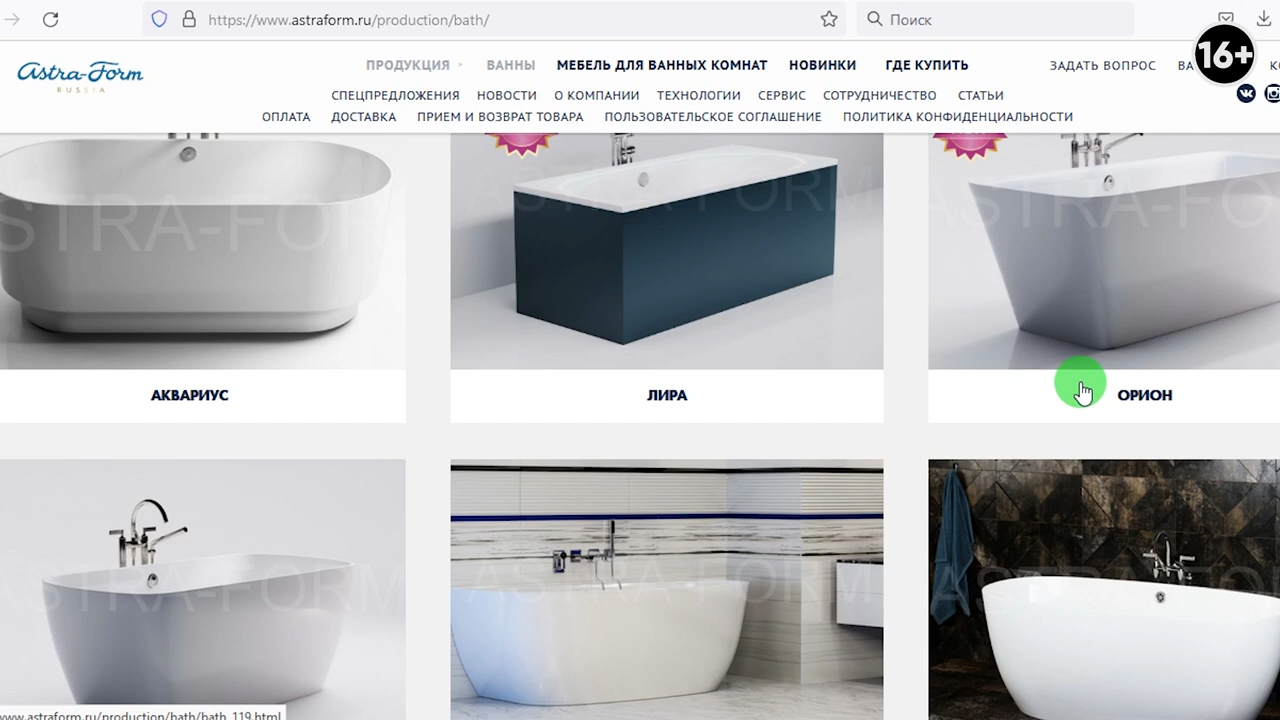 https://www.astraform.ru/production/bath/
Поиск
16+
Astra-Form
RUSSIA
ПРОДУКЦИЯ
ВАННЫ
МЕБЕЛЬ ДЛЯ ВАННЫХ КОМНАТ
НОВИНКИ
ГДЕ КУПИТЬ
ЗАДАТЬ ВОПРОС
СПЕЦПРЕДЛОЖЕНИЯ
НОВОСТИ
О КОМПАНИИ
ТЕХНОЛОГИИ
СЕРВИС
СОТРУДНИЧЕСТВО
СТАТЬИ
ОПЛАТА
ДОСТАВКА
ПРИЕМ И ВОЗВРАТ ТОВАРА
ПОЛЬЗОВАТЕЛЬСКОЕ СОГЛАШЕНИЕ
ПОЛИТИКА КОНФИДЕНЦИАЛЬНОСТИ
АКВАРИУС
ЛИРА
ОРИОН
www.astraform.ru/production/bath/bath_119.html